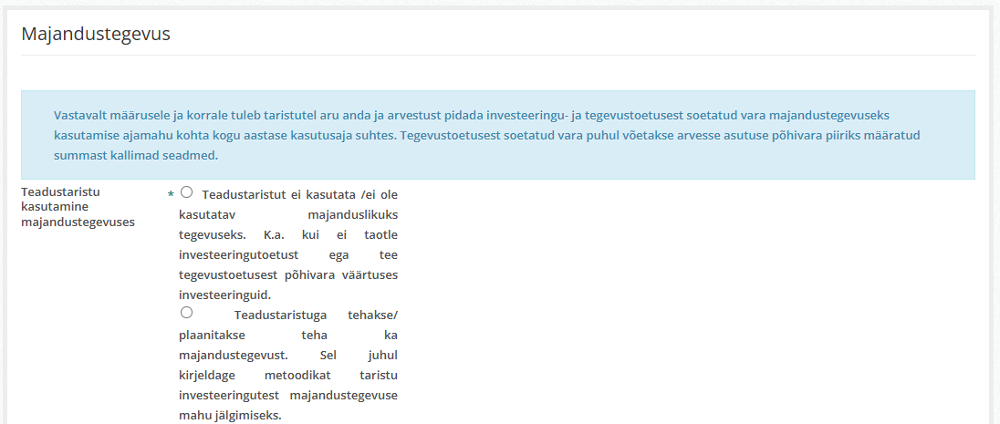 Majandustegevus
Vastavalt määrusele ja korrale tuleb taristutel aru anda ja arvestust pidada investeeringu- ja tegevustoetusest soetatud vara majandustegevuseks
kasutamise ajamahu kohta kogu aastase kasutusaja suhtes. Tegevustoetusest soetatud vara puhul võetakse arvesse asutuse põhivara piiriks määratud
summast kallimad seadmed.
Teadustaristu
kasutamine
majandustegevuses
* Teadustaristut ei kasutata /ei ole
kasutatav majanduslikuks
tegevuseks. K.a. kui ei taotle
investeeringutoetust ega tee
tegevustoetusest põhivara väärtuses
investeeringuid.
Teadustaristuga tehakse/
plaanitakse teha ka
majandustegevust. Sel juhul
kirjeldage metoodikat taristu
investeeringutest majandustegevuse
mahu jälgimiseks.